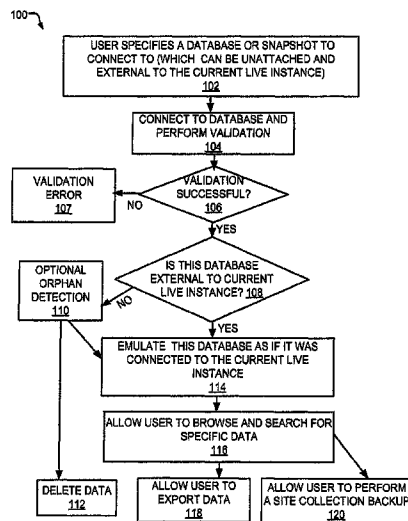 100
USER SPECIFIES A DATABASE OR SNAPSHOT TO
CONNECT TO (WHICH CAN BE UNATTACHED AND
EXTERNAL TO THE CURRENT LIVE INSTANCE)
102
CONNECT TO DATABASE AND
PERFORM VALIDATION
104
VALIDATION
ERROR
107
NO
VALIDATION
SUCCESSFUL?
106
YES
IS THIS DATABASE
EXTERNAL TO CURRENT
LIVE INSTANCE? 108
OPTIONAL
ORPHAN
DETECTION
110
NO
YES
EMULATE THIS DATABASE AS IF IT WAS
CONNECTED TO THE CURRENT LIVE
INSTANCE
114
ALLOW USER TO BROWSE AND SEARCH FOR
SPECIFIC DATA
116
DELETE DATA
112
ALLOW USER TO
EXPORT DATA
118
ALLOW USER TO PERFORM
A SITE COLLECTION BACKUP
120